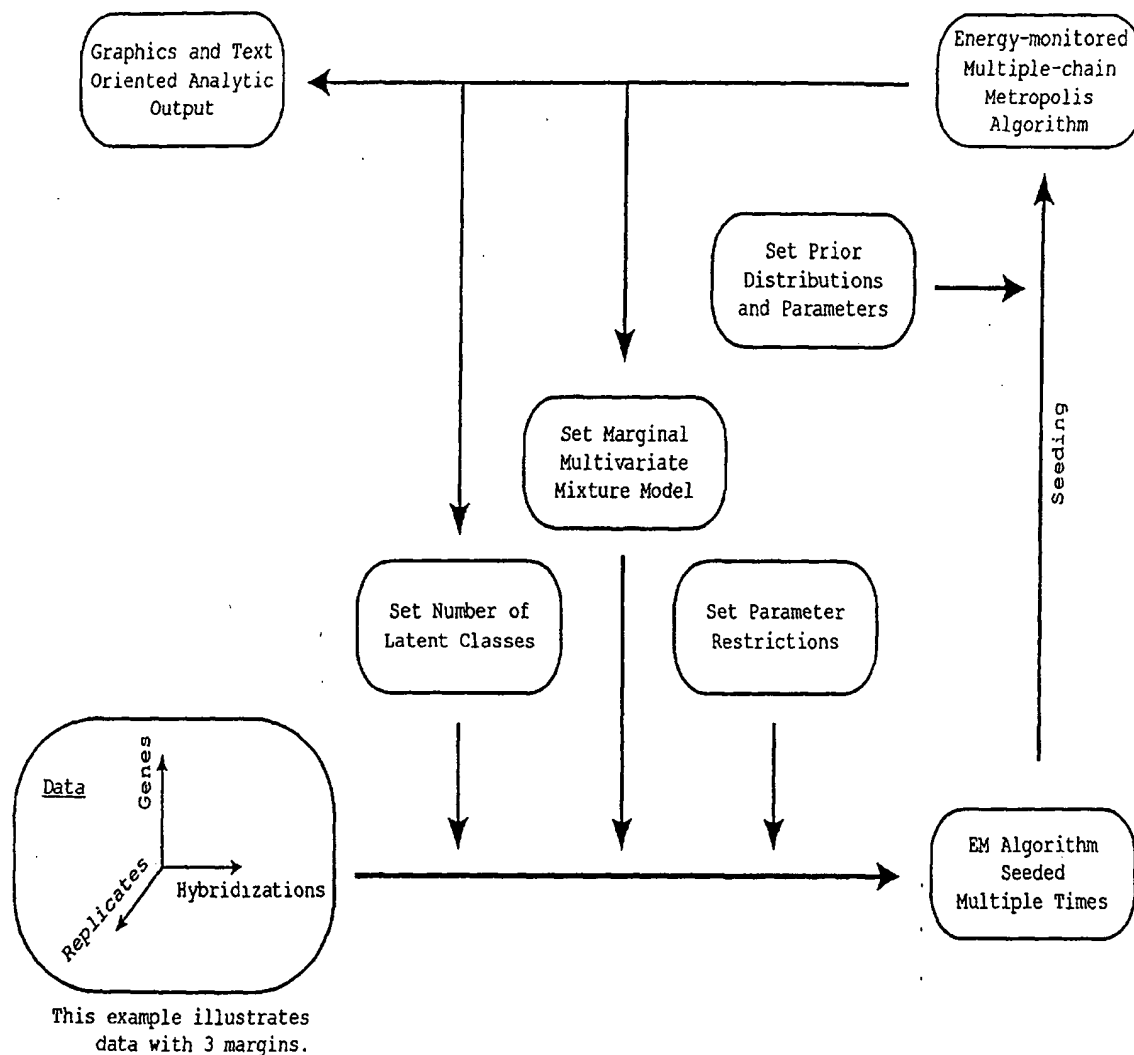 Graphics and Text
Oriented Analytic
Output
Energy-monitored
Multiple-chain
Metropolis
Algorithm
Set Prior
Distributions
and Parameters
Set Marginal
Multivariate
Mixture Model
Seeding
Set Number of
Latent Classes
Set Parameter
Restrictions
Data
Genes
Hybridizations
Replicates
EM Algorithm
Seeded
Multiple Times
This example illustrates
data with 3 margins.